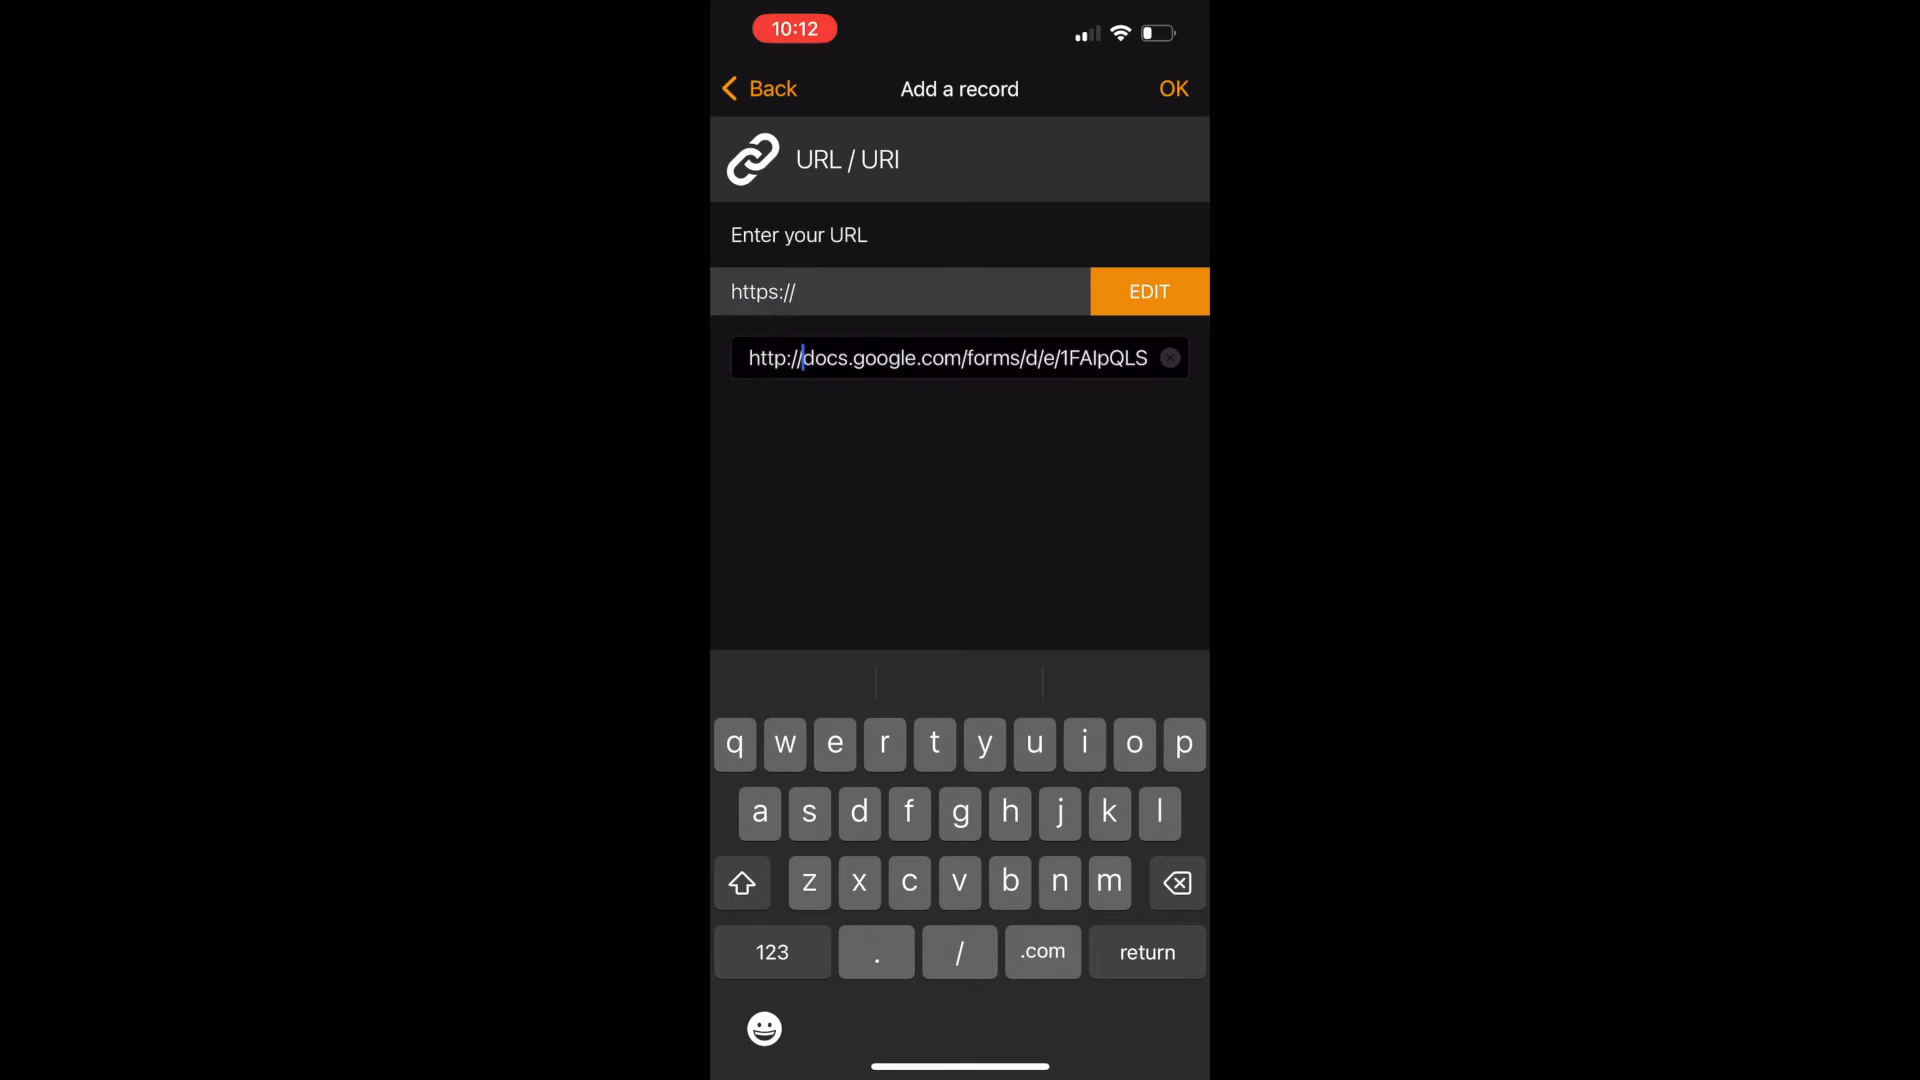 10:12
Back
Add a record
OK
URL / URI
Enter your URL
https://
EDIT
http://docs.google.com/forms/d/e/1FAIpQLS
q w e r t y u i o p
a s d f g h j k l
z x c v b n m
123 . / .com return